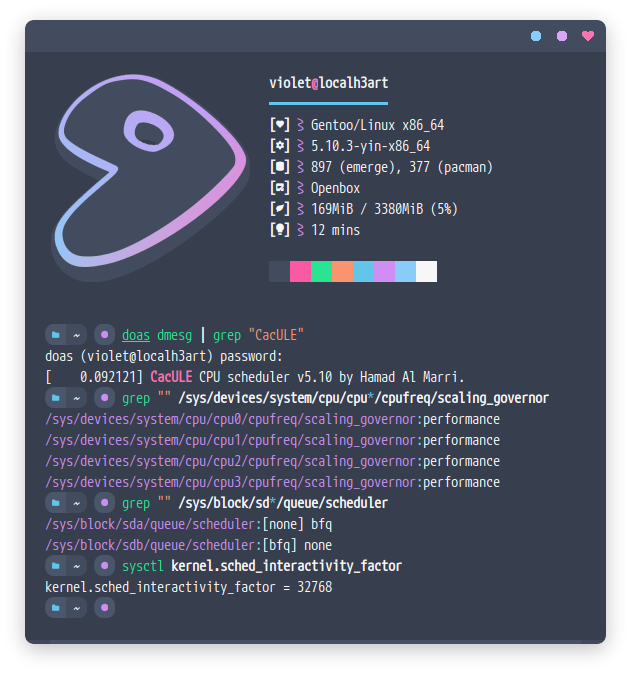 violet@localh3art
[♥] Gentoo/Linux x86_64
[] 5.10.3-yin-x86_64
[] 897 (emerge), 377 (pacman)
[] Openbox
[] 169MiB / 3380MiB (5%)
[] 12 mins
~ ● doas dmesg | grep "CacULE"
doas (violet@localh3art) password:
[    0.092121] CacULE CPU scheduler v5.10 by Hamad Al Marri.
~ ● grep "" /sys/devices/system/cpu/cpu*/cpufreq/scaling_governor
/sys/devices/system/cpu/cpu0/cpufreq/scaling_governor:performance
/sys/devices/system/cpu/cpu1/cpufreq/scaling_governor:performance
/sys/devices/system/cpu/cpu2/cpufreq/scaling_governor:performance
/sys/devices/system/cpu/cpu3/cpufreq/scaling_governor:performance
~ ● grep "" /sys/block/sd*/queue/scheduler
/sys/block/sda/queue/scheduler:[none] bfq
/sys/block/sdb/queue/scheduler:[bfq] none
~ ● sysctl kernel.sched_interactivity_factor
kernel.sched_interactivity_factor = 32768
~ ●